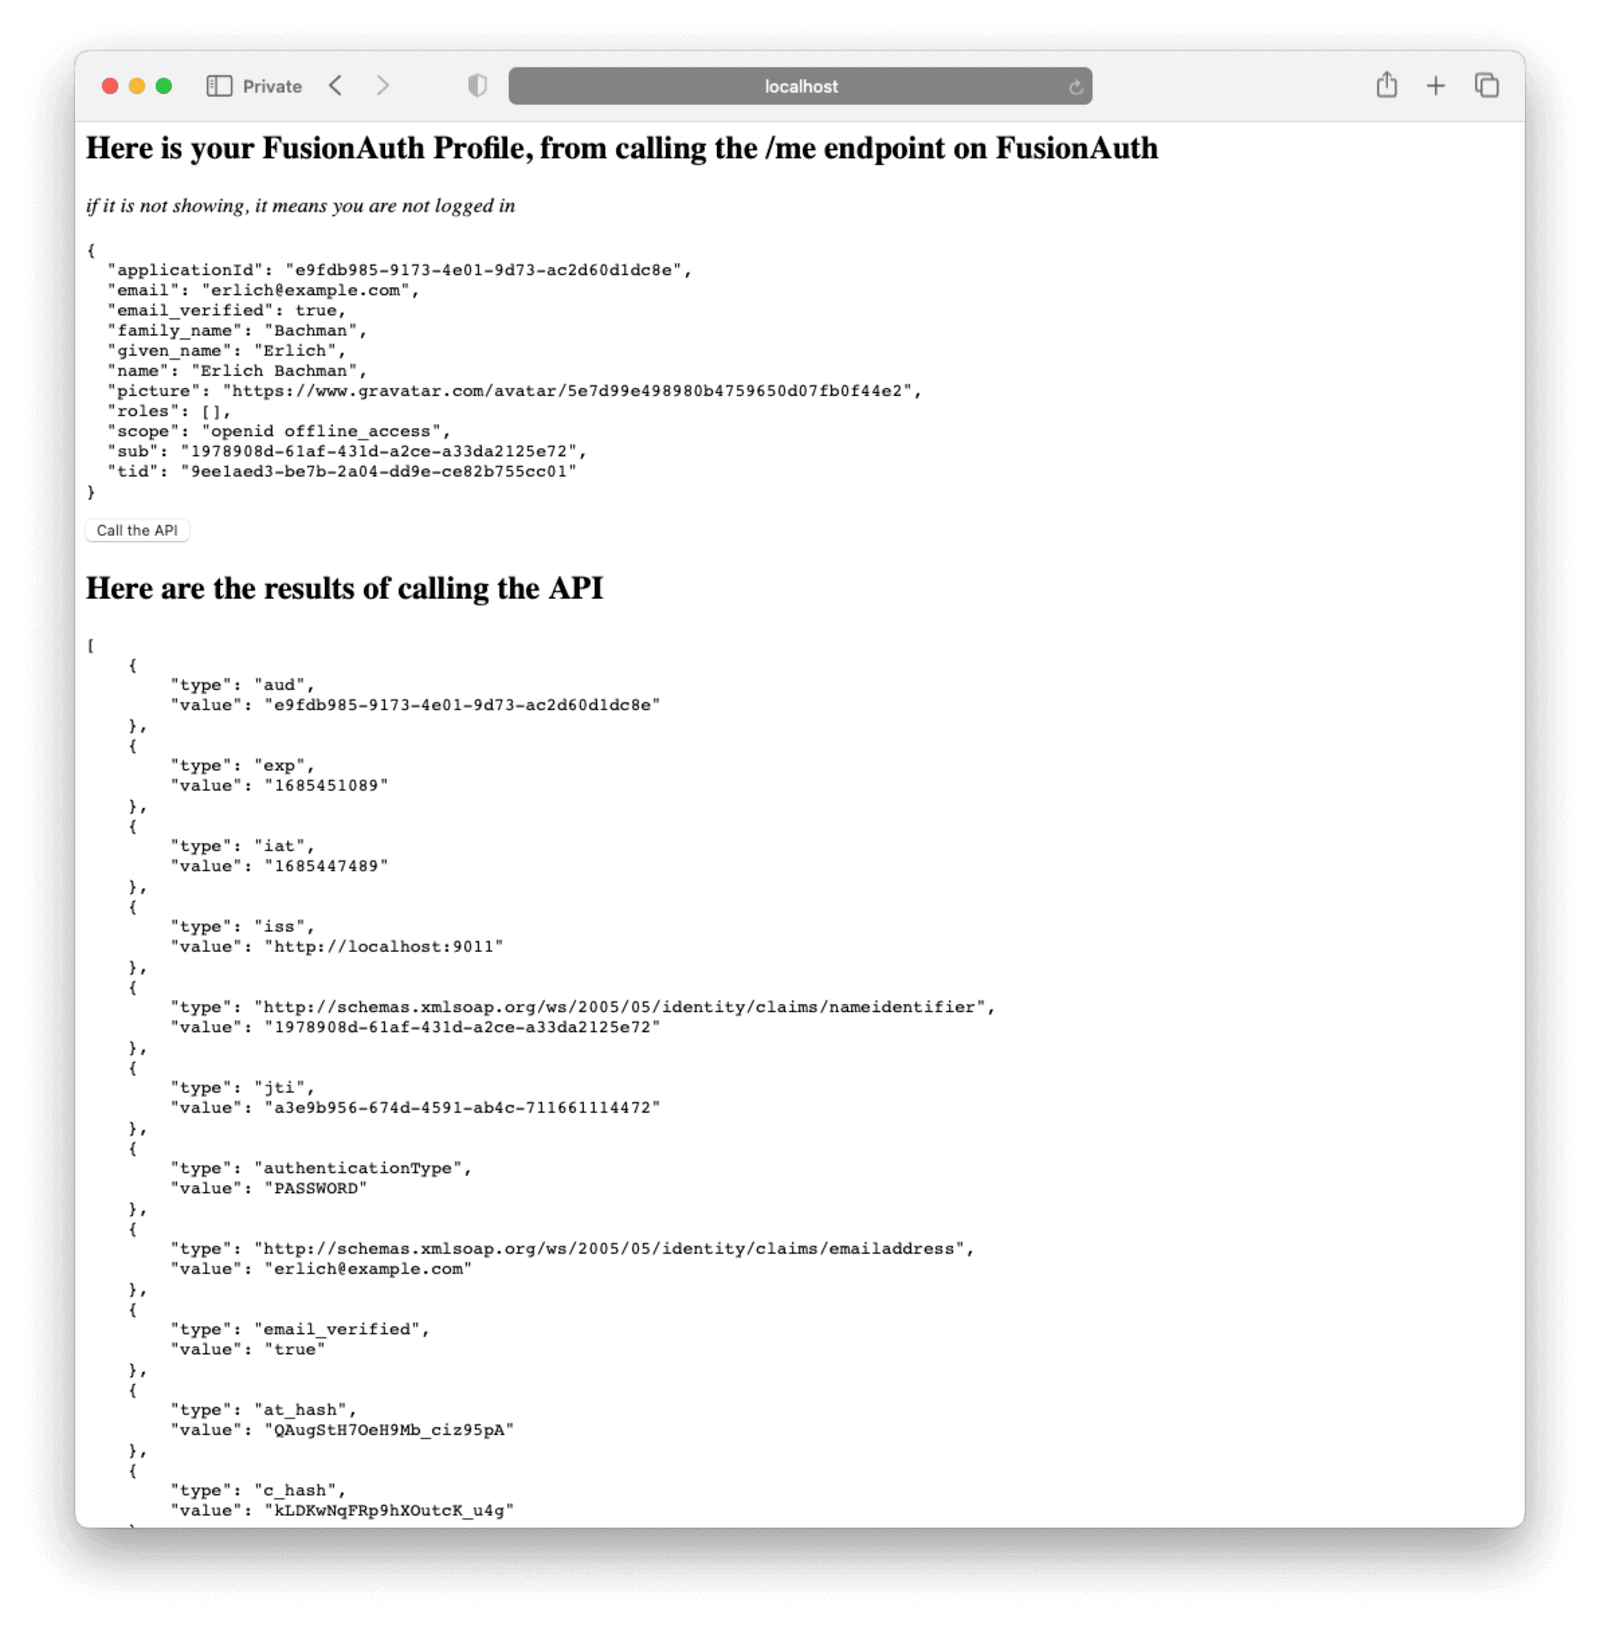 Private
localhost
Here is your FusionAuth Profile, from calling the /me endpoint on FusionAuth
if it is not showing, it means you are not logged in
{
  "applicationId": "e9fdb985-9173-4e01-9d73-ac2d60d1dc8e",
  "email": "erlich@example.com",
  "email_verified": true,
  "family_name": "Bachman",
  "given_name": "Erlich",
  "name": "Erlich Bachman",
  "picture": "https://www.gravatar.com/avatar/5e7d99e498980b4759650d07fb0f44e2",
  "roles": [],
  "scope": "openid offline_access",
  "sub": "1978908d-61af-431d-a2ce-a33da2125e72",
  "tid": "9ee1aed3-be7b-2a04-dd9e-ce82b755cc01"
}
Call the API
Here are the results of calling the API
[
    {
        "type": "aud",
        "value": "e9fdb985-9173-4e01-9d73-ac2d60d1dc8e"
    },
    {
        "type": "exp",
        "value": "1685451089"
    },
    {
        "type": "iat",
        "value": "1685447489"
    },
    {
        "type": "iss",
        "value": "http://localhost:9011"
    },
    {
        "type": "http://schemas.xmlsoap.org/ws/2005/05/identity/claims/nameidentifier",
        "value": "1978908d-61af-431d-a2ce-a33da2125e72"
    },
    {
        "type": "jti",
        "value": "a3e9b956-674d-4591-ab4c-711661114472"
    },
    {
        "type": "authenticationType",
        "value": "PASSWORD"
    },
    {
        "type": "http://schemas.xmlsoap.org/ws/2005/05/identity/claims/emailaddress",
        "value": "erlich@example.com"
    },
    {
        "type": "email_verified",
        "value": "true"
    },
    {
        "type": "at_hash",
        "value": "QAugStH7OeH9Mb_ciz95pA"
    },
    {
        "type": "c_hash",
        "value": "kLDKwNqFRp9hXOutcK_u4g"